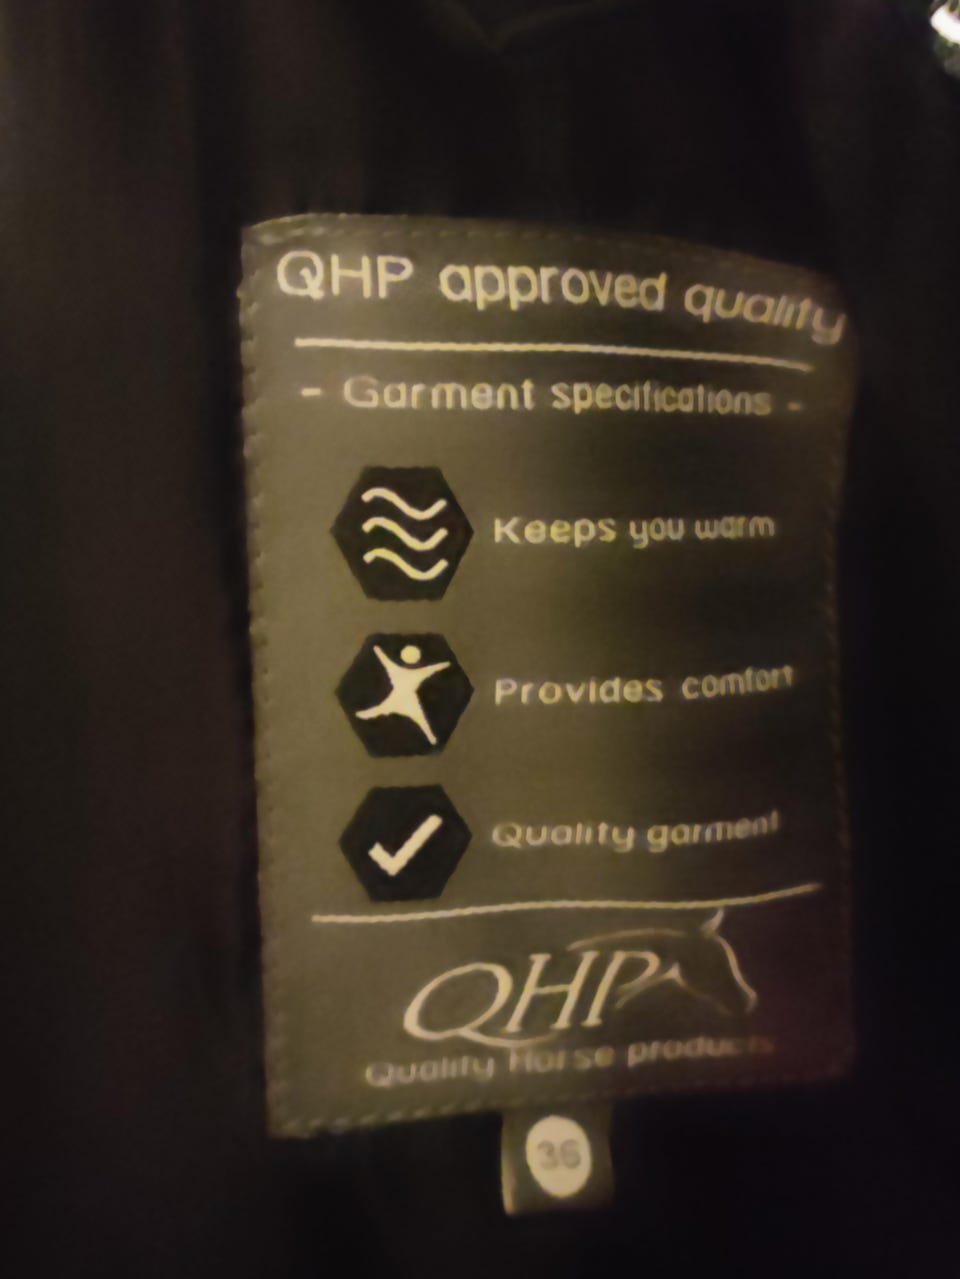 QHP approved quality
- Garment specifications -
Keeps you warm
Provides comfort
Quality garment
QHP
Quality Horse products
36